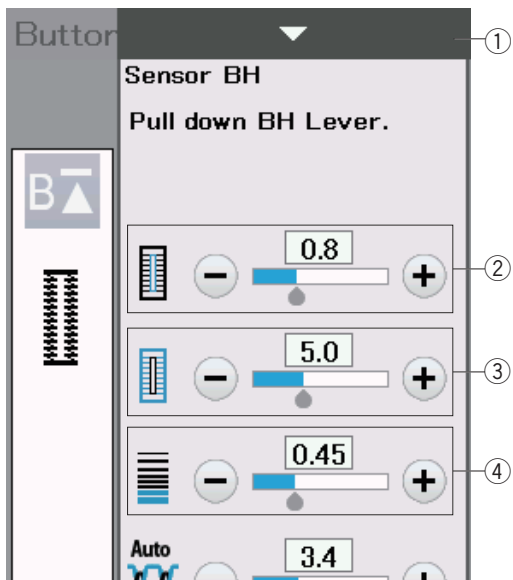 Button
①
Sensor BH
Pull down BH Lever.
B
0.8
②
5.0
③
0.45
④
Auto
3.4